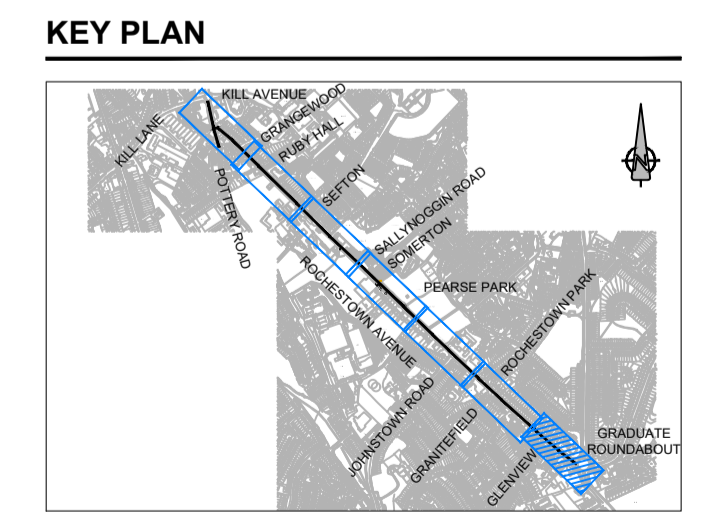 KEY PLAN
KILL AVENUE
GRANGEWOOD
RUBY HALL
KILL LANE
POTTERY ROAD
SEFTON
SALLYNOGGIN ROAD
SOMERTON
ROCHESTOWN AVENUE
PEARSE PARK
ROCHESTOWN PARK
JOHNSTOWN ROAD
GRANITEFIELD
GLENVIEW
GRADUATE
ROUNDABOUT
N